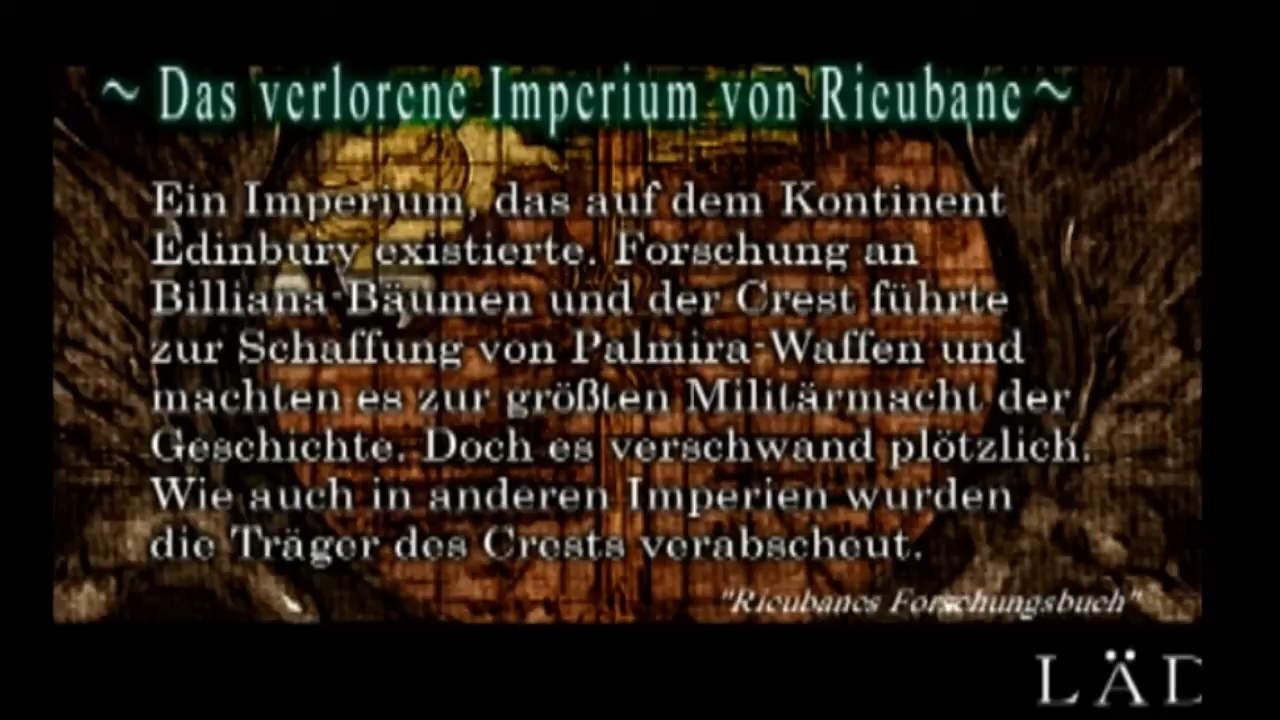 ~ Das verlorene Imperium von Rieubane ~
Ein Imperium, das auf dem Kontinent
Edinbury existierte. Forschung an
Billiana-Bäumen und der Crest führte
zur Schaffung von Palmira-Waffen und
machten es zur größten Militärmacht der
Geschichte. Doch es verschwand plötzlich.
Wie auch in anderen Imperien wurden
die Träger des Crests verabscheut.
"Rieubanes Forschungsbuch"
LÄD